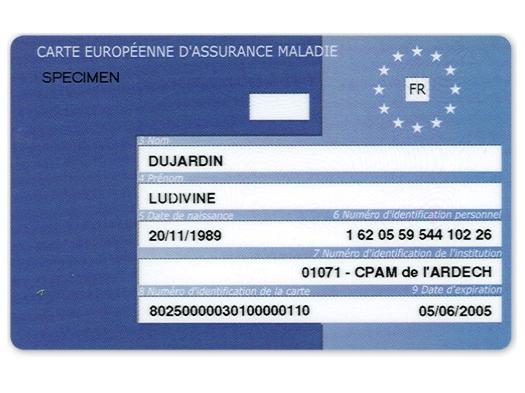 CARTE EUROPÉENNE D'ASSURANCE MALADIE
SPECIMEN
FR
3 Nom
DUJARDIN
4 Prénom
LUDIVINE
5 Date de naissance 6 Numéro d'identification personnel
20/11/1989 1 62 05 59 544 102 26
7 Numéro d'identification de l'institution
01071 - CPAM de l'ARDECH
8 Numéro d'identification de la carte 9 Date d'expiration
80250000030100000110 05/06/2005